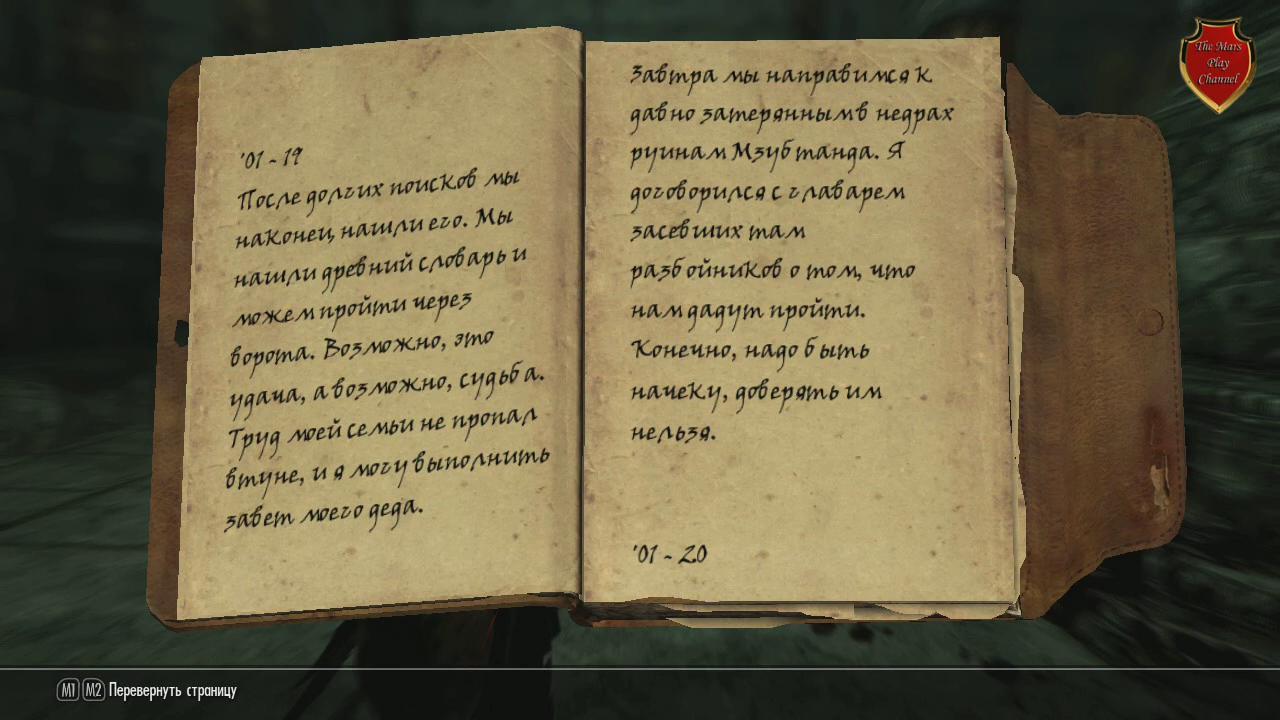 '01 - 19
После долгих поисков мы
наконец нашли его. Мы
нашли древний словарь и
можем пройти через
ворота. Возможно, это
удача, а возможно, судьба.
Труд моей семьи не пропал
втуне, и я могу выполнить
завет моего деда.
Завтра мы направимся к
давно затерянным в недрах
руинам Мзубтанда. Я
договорился с главарем
засевших там
разбойников о том, что
нам дадут пройти.
Конечно, надо быть
начеку, доверять им
нельзя.
'01 - 20
The Mars
Play
Channel
M1 M2 Перевернуть страницу